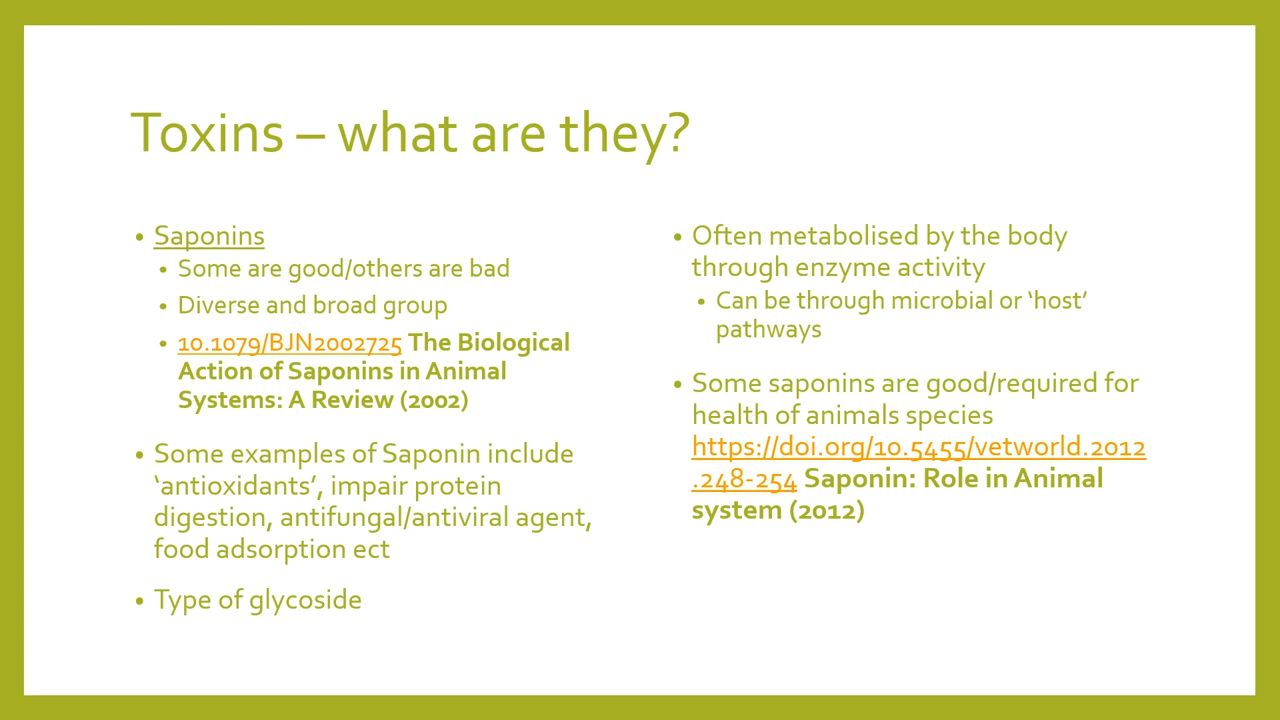 Toxins – what are they?
• Saponins
• Some are good/others are bad
• Diverse and broad group
• 10.1079/BJN2002725 The Biological
Action of Saponins in Animal
Systems: A Review (2002)
• Some examples of Saponin include
‘antioxidants’, impair protein
digestion, antifungal/antiviral agent,
food adsorption ect
• Type of glycoside
• Often metabolised by the body
through enzyme activity
• Can be through microbial or ‘host’
pathways
• Some saponins are good/required for
health of animals species
https://doi.org/10.5455/vetworld.2012
.248-254 Saponin: Role in Animal
system (2012)